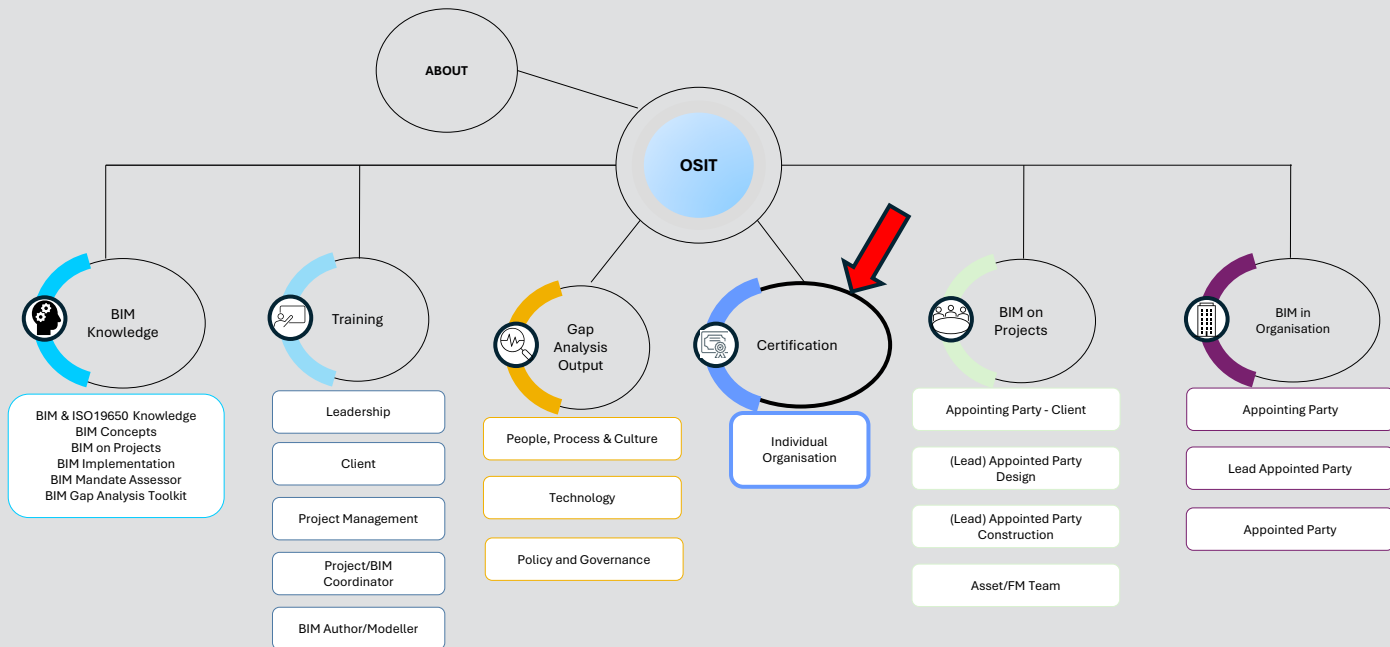 ABOUT
OSIT
BIM
Knowledge
BIM & ISO19650 Knowledge
BIM Concepts
BIM on Projects
BIM Implementation
BIM Mandate Assessor
BIM Gap Analysis Toolkit
Training
Leadership
Client
Project Management
Project/BIM
Coordinator
BIM Author/Modeller
Gap
Analysis
Output
People, Process & Culture
Technology
Policy and Governance
Certification
Individual
Organisation
BIM on
Projects
Appointing Party - Client
(Lead) Appointed Party
Design
(Lead) Appointed Party
Construction
Asset/FM Team
BIM in
Organisation
Appointing Party
Lead Appointed Party
Appointed Party